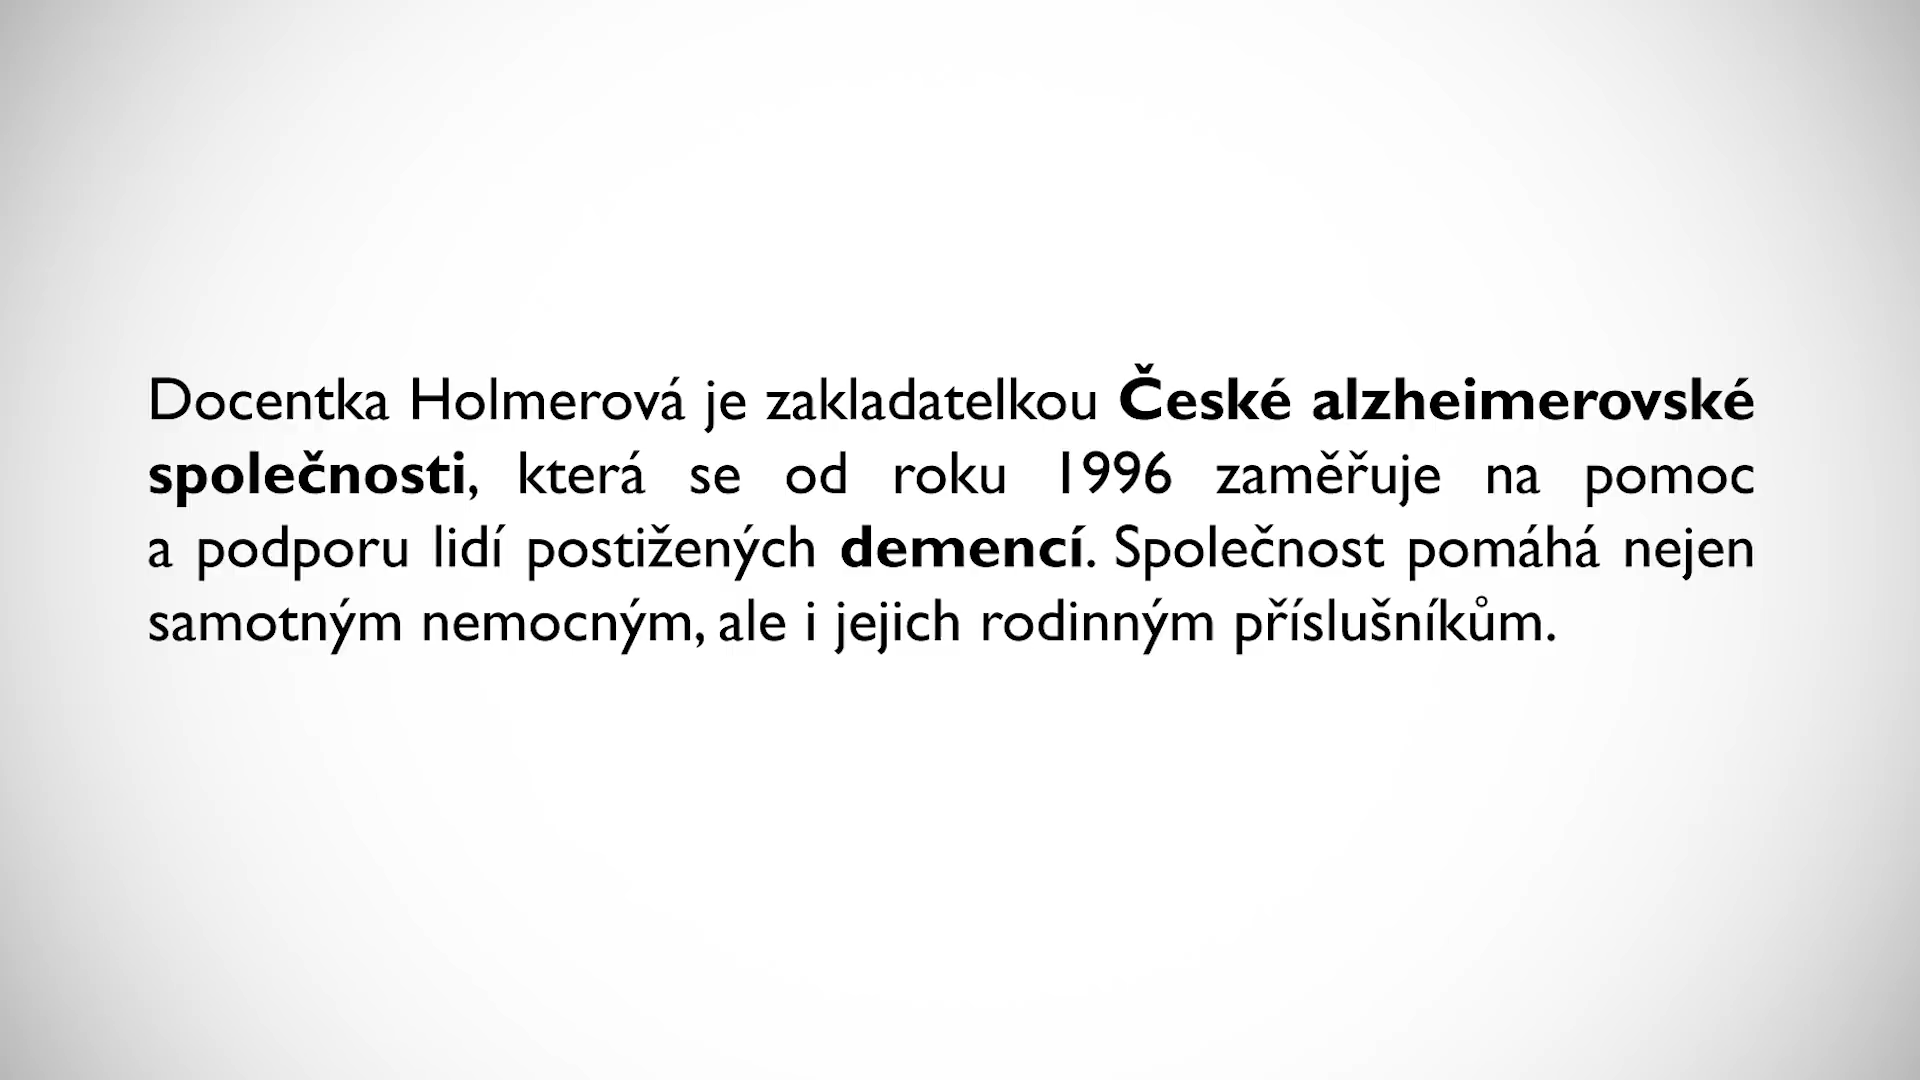 Docentka Holmerová je zakladatelkou České alzheimerovské
společnosti, která se od roku 1996 zaměřuje na pomoc
a podporu lidí postižených demencí. Společnost pomáhá nejen
samotným nemocným, ale i jejich rodinným příslušníkům.